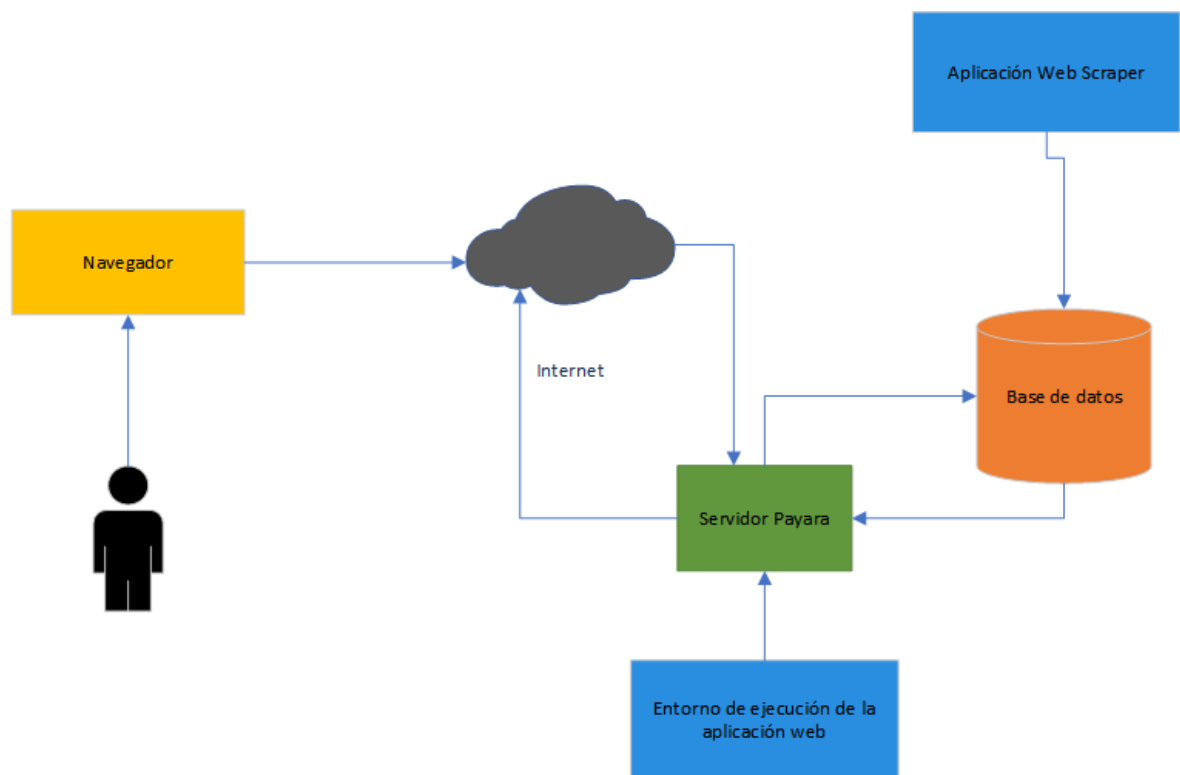 Aplicación Web Scraper
Navegador
Internet
Base de datos
Servidor Payara
Entorno de ejecución de la
aplicación web